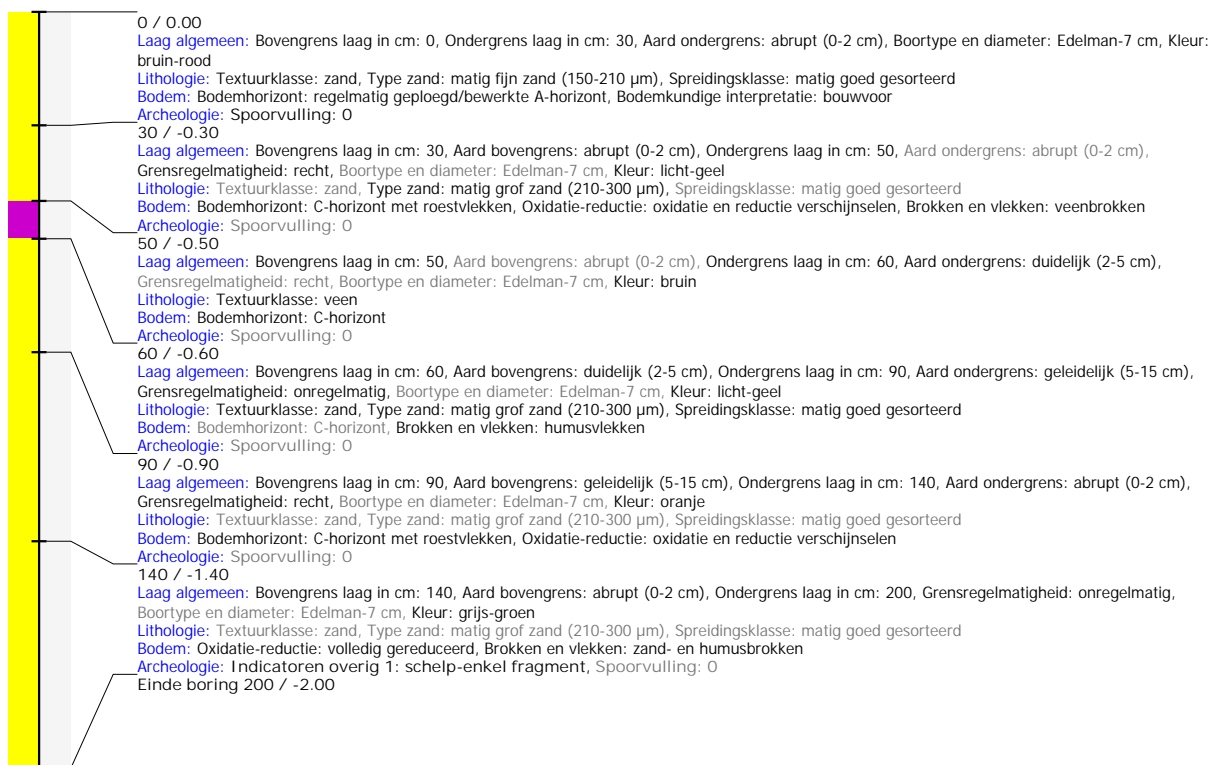 0 / 0.00
Laag algemeen: Bovengrens laag in cm: 0, Ondergrens laag in cm: 30, Aard ondergrens: abrupt (0-2 cm), Boortype en diameter: Edelman-7 cm, Kleur:
bruin-rood
Lithologie: Textuurklasse: zand, Type zand: matig fijn zand (150-210 µm), Spreidingsklasse: matig goed gesorteerd
Bodem: Bodemhorizont: regelmatig geploegd/bewerkte A-horizont, Bodemkundige interpretatie: bouwvoor
Archeologie: Spoorvulling: 0
30 / -0.30
Laag algemeen: Bovengrens laag in cm: 30, Aard bovengrens: abrupt (0-2 cm), Ondergrens laag in cm: 50, Aard ondergrens: abrupt (0-2 cm),
Grensregelmatigheid: recht, Boortype en diameter: Edelman-7 cm, Kleur: licht-geel
Lithologie: Textuurklasse: zand, Type zand: matig grof zand (210-300 µm), Spreidingsklasse: matig goed gesorteerd
Bodem: Bodemhorizont: C-horizont met roestvlekken, Oxidatie-reductie: oxidatie en reductie verschijnselen, Brokken en vlekken: veenbrokken
Archeologie: Spoorvulling: 0
50 / -0.50
Laag algemeen: Bovengrens laag in cm: 50, Aard bovengrens: abrupt (0-2 cm), Ondergrens laag in cm: 60, Aard ondergrens: duidelijk (2-5 cm),
Grensregelmatigheid: recht, Boortype en diameter: Edelman-7 cm, Kleur: bruin
Lithologie: Textuurklasse: veen
Bodem: Bodemhorizont: C-horizont
Archeologie: Spoorvulling: 0
60 / -0.60
Laag algemeen: Bovengrens laag in cm: 60, Aard bovengrens: duidelijk (2-5 cm), Ondergrens laag in cm: 90, Aard ondergrens: geleidelijk (5-15 cm),
Grensregelmatigheid: onregelmatig, Boortype en diameter: Edelman-7 cm, Kleur: licht-geel
Lithologie: Textuurklasse: zand, Type zand: matig grof zand (210-300 µm), Spreidingsklasse: matig goed gesorteerd
Bodem: Bodemhorizont: C-horizont, Brokken en vlekken: humusvlekken
Archeologie: Spoorvulling: 0
90 / -0.90
Laag algemeen: Bovengrens laag in cm: 90, Aard bovengrens: geleidelijk (5-15 cm), Ondergrens laag in cm: 140, Aard ondergrens: abrupt (0-2 cm),
Grensregelmatigheid: recht, Boortype en diameter: Edelman-7 cm, Kleur: oranje
Lithologie: Textuurklasse: zand, Type zand: matig grof zand (210-300 µm), Spreidingsklasse: matig goed gesorteerd
Bodem: Bodemhorizont: C-horizont met roestvlekken, Oxidatie-reductie: oxidatie en reductie verschijnselen
Archeologie: Spoorvulling: 0
140 / -1.40
Laag algemeen: Bovengrens laag in cm: 140, Aard bovengrens: abrupt (0-2 cm), Ondergrens laag in cm: 200, Grensregelmatigheid: onregelmatig,
Boortype en diameter: Edelman-7 cm, Kleur: grijs-groen
Lithologie: Textuurklasse: zand, Type zand: matig grof zand (210-300 µm), Spreidingsklasse: matig goed gesorteerd
Bodem: Oxidatie-reductie: volledig gereduceerd, Brokken en vlekken: zand- en humusbrokken
Archeologie: Indicatoren overig 1: schelp-enkel fragment, Spoorvulling: 0
Einde boring 200 / -2.00